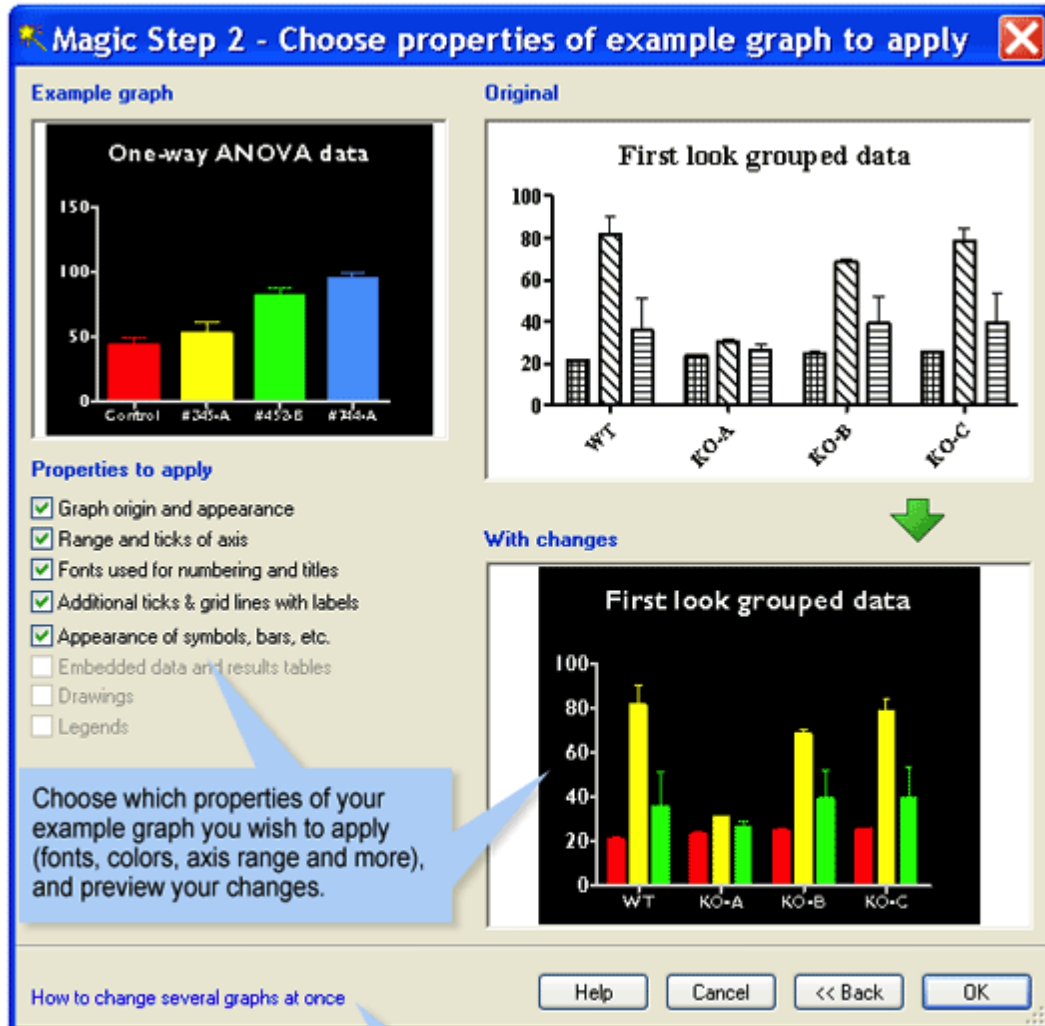 Magic Step 2 - Choose properties of example graph to apply
Example graph
One-way ANOVA data
150
100
50
0
Control #345-A #452-B #744-A
Properties to apply
Graph origin and appearance
Range and ticks of axis
Fonts used for numbering and titles
Additional ticks & grid lines with labels
Appearance of symbols, bars, etc.
Embedded data and results tables
Drawings
Legends
Choose which properties of your
example graph you wish to apply
(fonts, colors, axis range and more),
and preview your changes.
Original
First look grouped data
100
80
60
40
20
0
WT KO-A KO-B KO-C
With changes
First look grouped data
100
80
60
40
20
0
WT KO-A KO-B KO-C
How to change several graphs at once
Help
Cancel
<< Back
OK